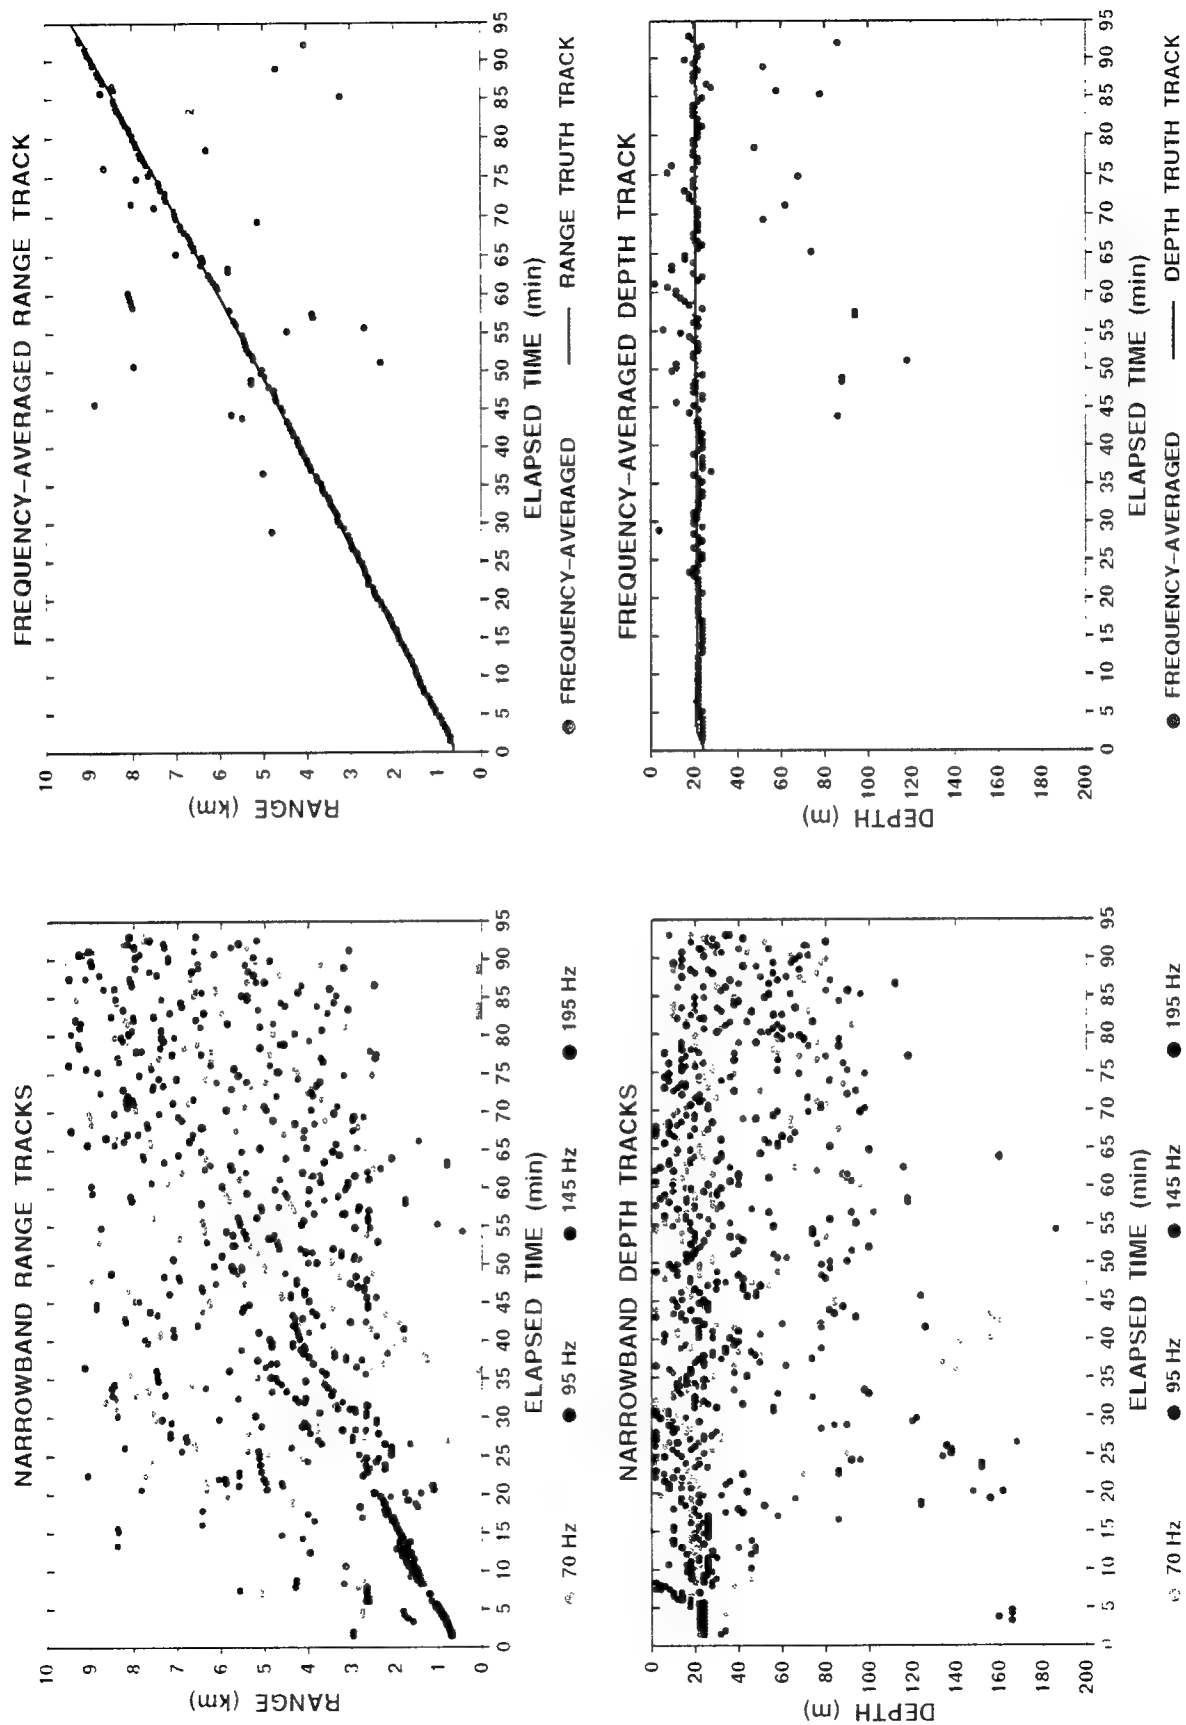 NARROWBAND RANGE TRACKS
RANGE (km)
10 9 8 7 6 5 4 3 2 1 0
0 5 10 15 20 25 30 35 40 45 50 55 60 65 70 75 80 85 90 95
ELAPSED TIME (min)
70 Hz ● 95 Hz ● 145 Hz ● 195 Hz
FREQUENCY-AVERAGED RANGE TRACK
RANGE (km)
10 9 8 7 6 5 4 3 2 1 0
0 5 10 15 20 25 30 35 40 45 50 55 60 65 70 75 80 85 90 95
ELAPSED TIME (min)
● FREQUENCY-AVERAGED —— RANGE TRUTH TRACK
NARROWBAND DEPTH TRACKS
DEPTH (m)
0 20 40 60 80 100 120 140 160 180 200
0 5 10 15 20 25 30 35 40 45 50 55 60 65 70 75 80 85 90 95
ELAPSED TIME (min)
70 Hz ● 95 Hz ● 145 Hz ● 195 Hz
FREQUENCY-AVERAGED DEPTH TRACK
DEPTH (m)
0 20 40 60 80 100 120 140 160 180 200
0 5 10 15 20 25 30 35 40 45 50 55 60 65 70 75 80 85 90 95
ELAPSED TIME (min)
● FREQUENCY-AVERAGED —— DEPTH TRUTH TRACK